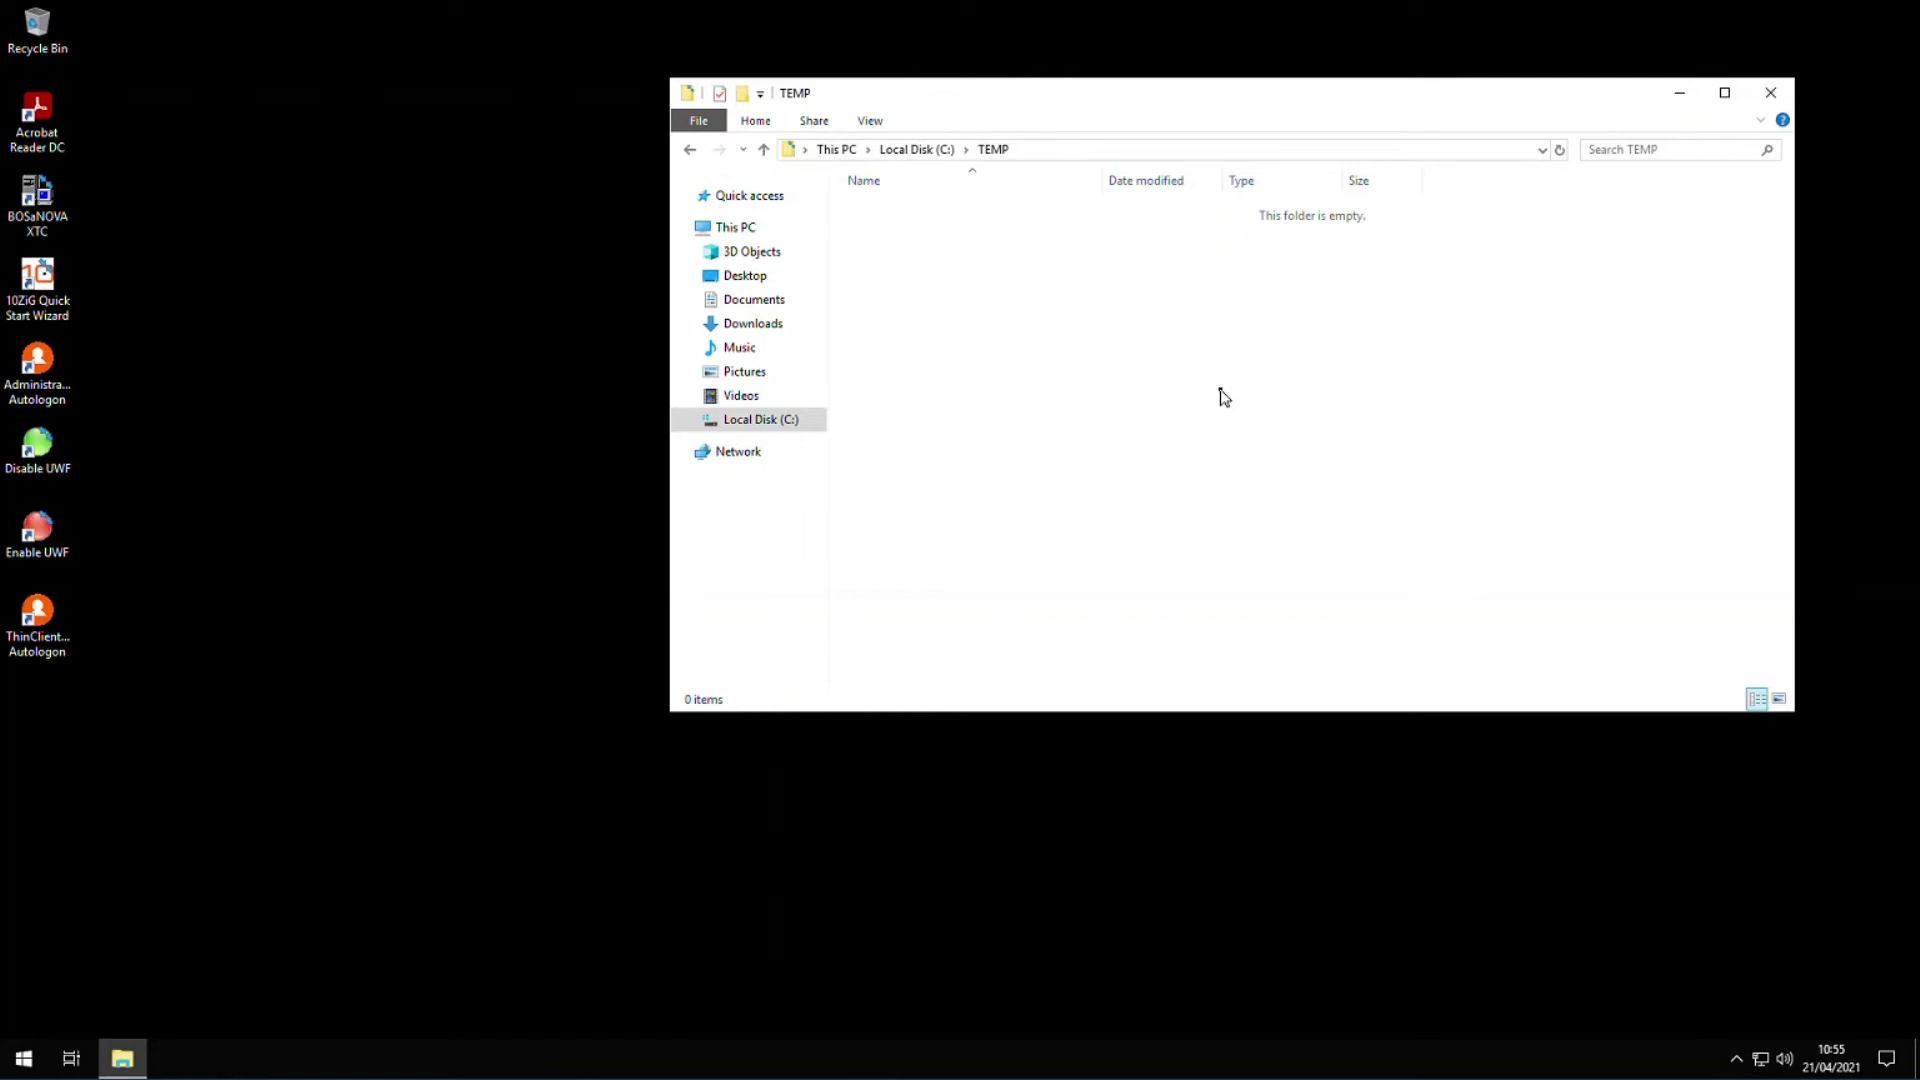 Recycle Bin
Acrobat
Reader DC
BOSaNOVA
XTC
10ZiG Quick
Start Wizard
Administra...
Autologon
Disable UWF
Enable UWF
ThinClient...
Autologon
TEMP
File
Home
Share
View
This PC
Local Disk (C:)
TEMP
Search TEMP
Name
Date modified
Type
Size
Quick access
This folder is empty.
This PC
3D Objects
Desktop
Documents
Downloads
Music
Pictures
Videos
Local Disk (C:)
Network
0 items
10:55
21/04/2021